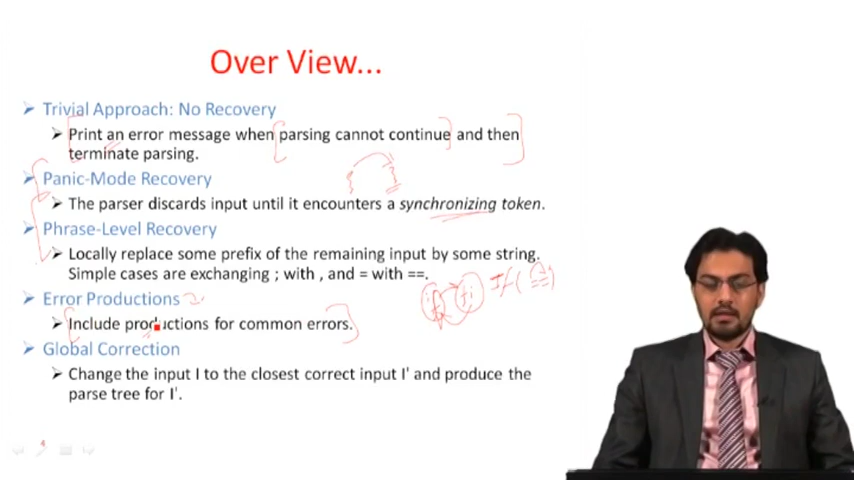 Over View...
Trivial Approach: No Recovery
Print an error message when parsing cannot continue and then
terminate parsing.
Panic-Mode Recovery
The parser discards input until it encounters a synchronizing token.
Phrase-Level Recovery
Locally replace some prefix of the remaining input by some string.
Simple cases are exchanging ; with , and = with ==.
If( == )
Error Productions
Include productions for common errors.
Global Correction
Change the input I to the closest correct input I' and produce the
parse tree for I'.